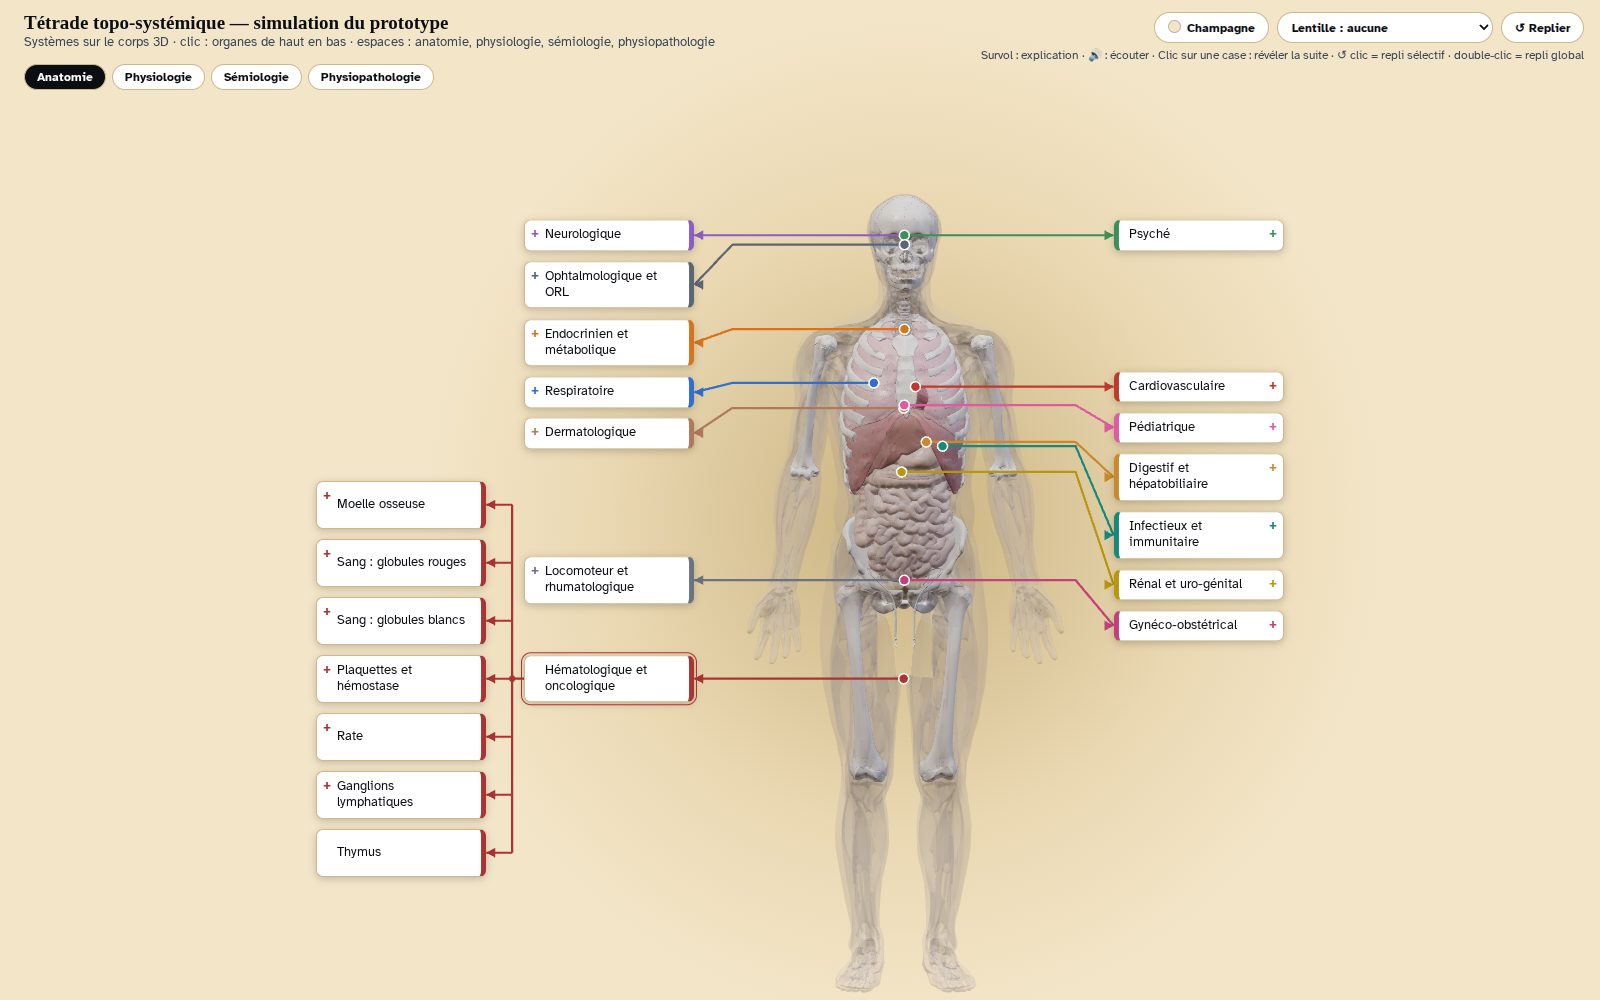 Tétrade topo-systémique — simulation du prototype
Systèmes sur le corps 3D · clic : organes de haut en bas · espaces : anatomie, physiologie, sémiologie, physiopathologie
Champagne
Lentille : aucune
↺ Replier
Survol : explication · 🔊 : écouter · Clic sur une case : révéler la suite · ↺ clic = repli sélectif · double-clic = repli global
Anatomie
Physiologie
Sémiologie
Physiopathologie
+ Neurologique
+ Ophtalmologique et
ORL
+ Endocrinien et
métabolique
+ Respiratoire
+ Dermatologique
+ Locomoteur et
rhumatologique
Hématologique et
oncologique
+ Moelle osseuse
+ Sang : globules rouges
+ Sang : globules blancs
+ Plaquettes et
hémostase
+ Rate
+ Ganglions
lymphatiques
Thymus
Psyché +
Cardiovasculaire +
Pédiatrique +
Digestif et +
hépatobiliaire
Infectieux et +
immunitaire
Rénal et uro-génital +
Gynéco-obstétrical +